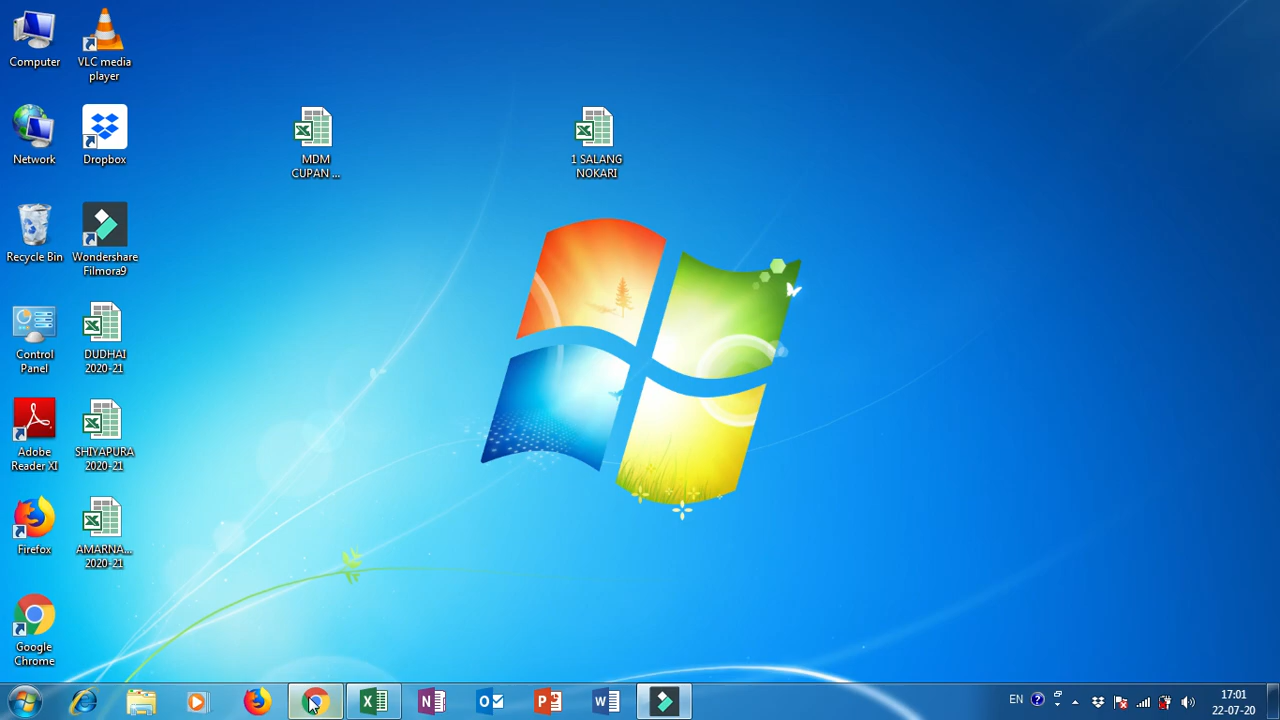 Computer
VLC media
player
Network
Dropbox
MDM
CUPAN ...
1 SALANG
NOKARI
Recycle Bin
Wondershare
Filmora9
Control
Panel
DUDHAI
2020-21
Adobe
Reader XI
SHIYAPURA
2020-21
Firefox
AMARNA...
2020-21
Google
Chrome
EN
17:01
22-07-20